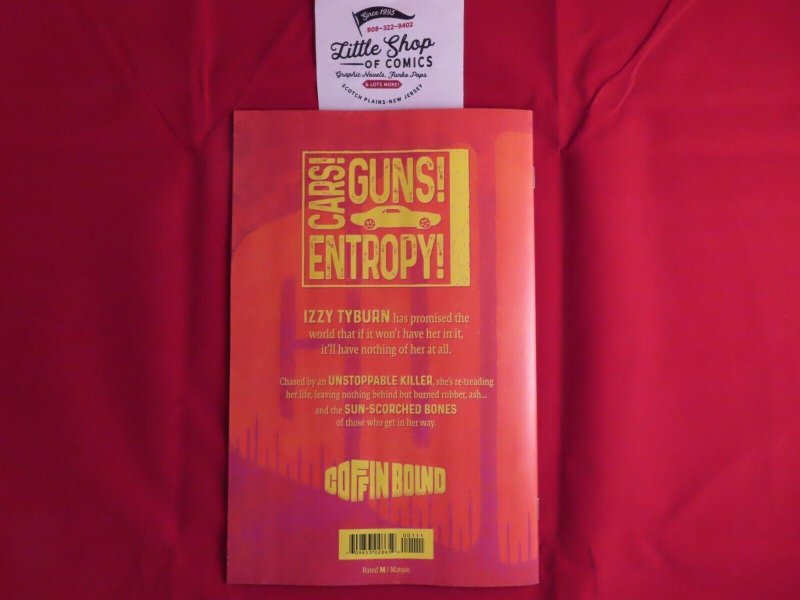 Since 1995
908-322-9402
Little Shop
OF COMICS
Graphic Novels, Funko Pops
& LOTS MORE!
SCOTCH PLAINS-NEW JERSEY
CARS!
GUNS!
ENTROPY!
IZZY TYBURN has promised the
world that if it won't have her in it,
it'll have nothing of her at all.
Chased by an UNSTOPPABLE KILLER, she's re-treading
her life, leaving nothing behind but burned rubber, ash...
and the SUN-SCORCHED BONES
of those who get in her way.
COFFIN BOUND
00111
Rated M / Mature